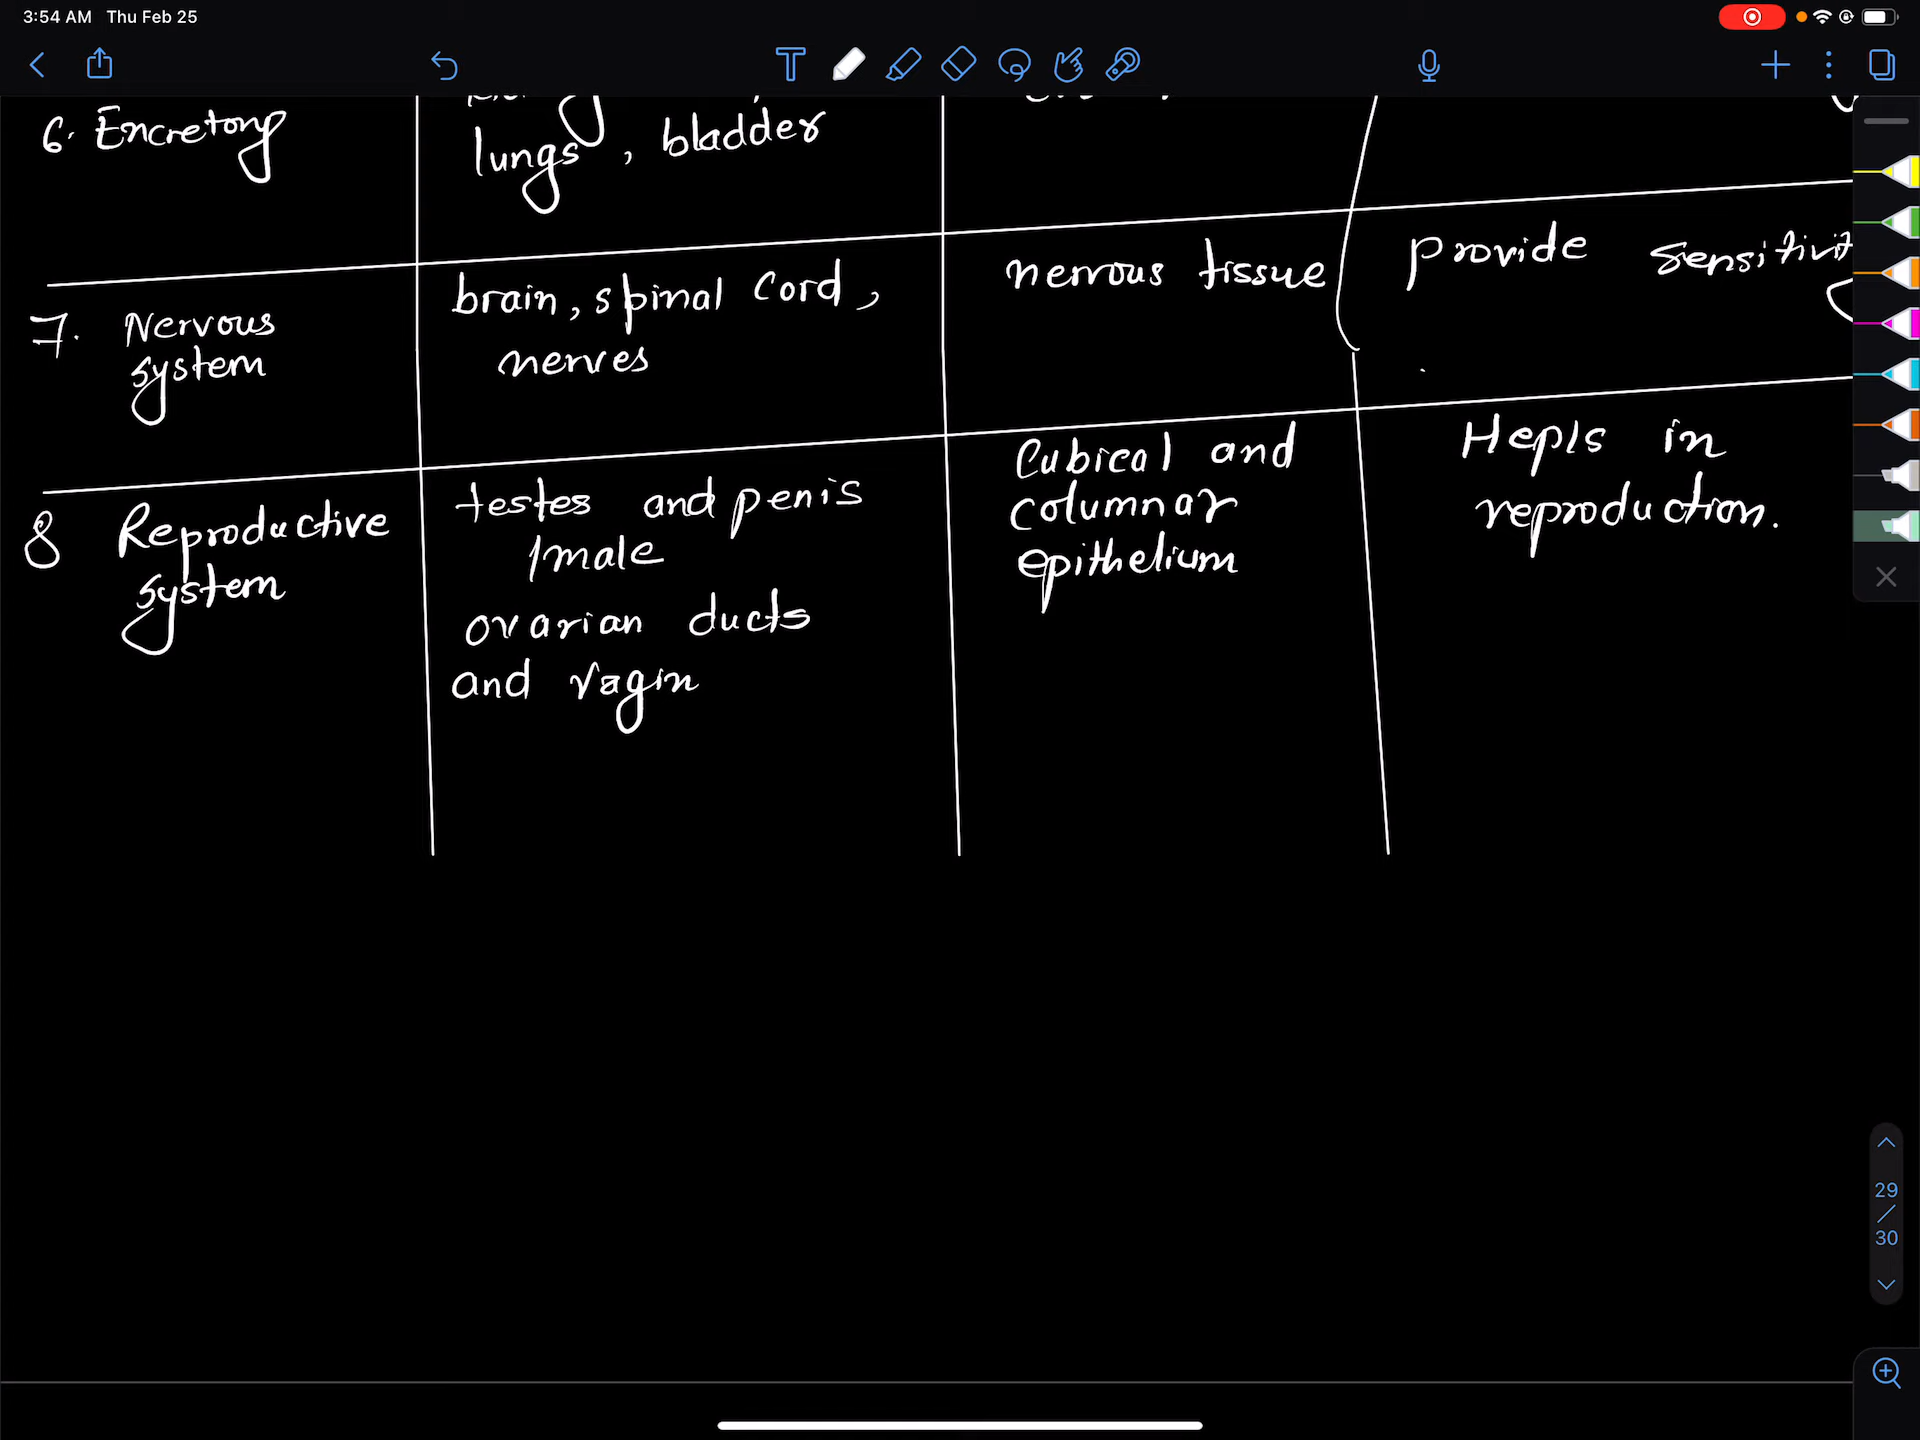 3:54 AM Thu Feb 25
6. Encretory
lungs, bladder
7. Nervous
system
brain, spinal cord,
nerves
nervous tissue
provide sensitivit
8 Reproductive
system
testes and penis
/male
ovarian ducts
and vagin
Cubical and
columnar
epithelium
Hepls in
reproduction.
29
/
30